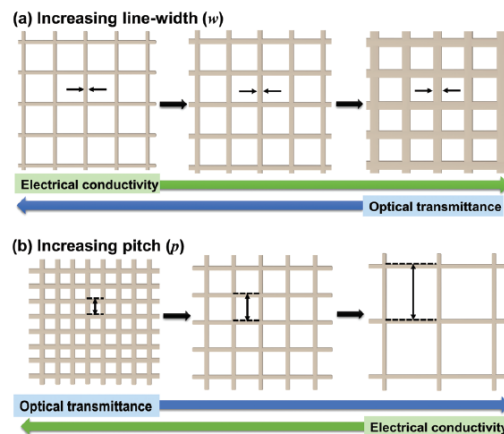 (a) Increasing line-width (w)
Electrical conductivity
Optical transmittance
(b) Increasing pitch (p)
Optical transmittance
Electrical conductivity